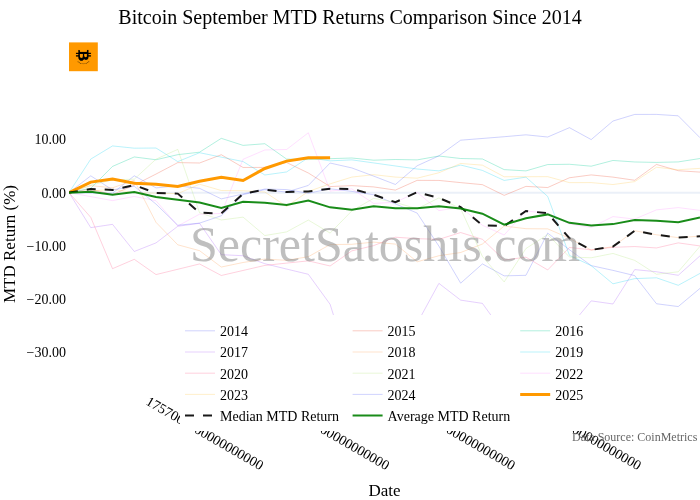 Bitcoin September MTD Returns Comparison Since 2014
MTD Return (%)
10.00
0.00
−10.00
−20.00
−30.00
SecretSatoshis.com
2014
2015
2016
2017
2018
2019
2020
2021
2022
2023
2024
2025
Median MTD Return
Average MTD Return
Data Source: CoinMetrics
Date